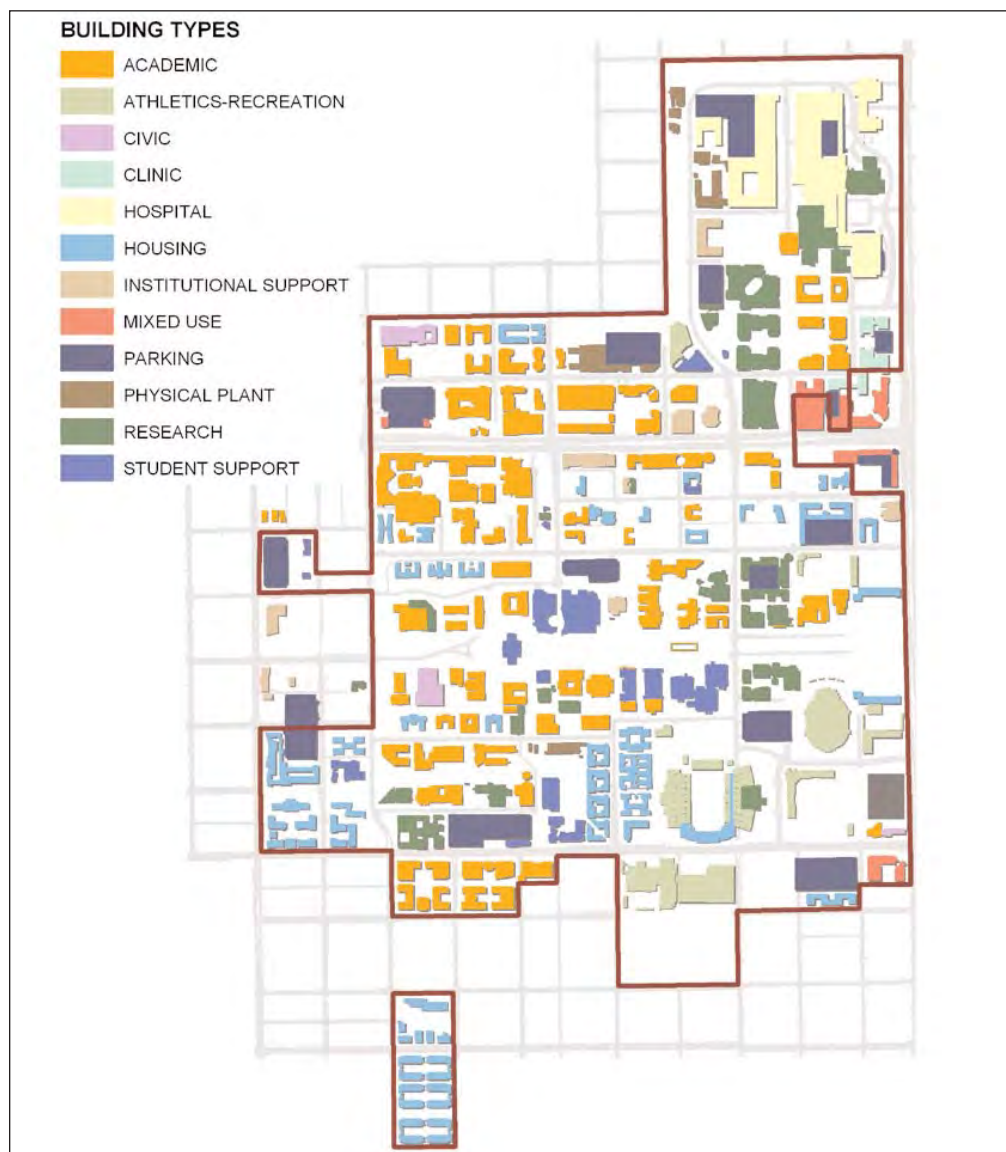 BUILDING TYPES
ACADEMIC
ATHLETICS-RECREATION
CIVIC
CLINIC
HOSPITAL
HOUSING
INSTITUTIONAL SUPPORT
MIXED USE
PARKING
PHYSICAL PLANT
RESEARCH
STUDENT SUPPORT